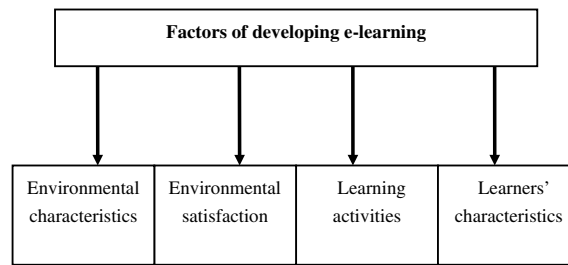 Factors of developing e-learning
Environmental
characteristics
Environmental
satisfaction
Learning
activities
Learners'
characteristics